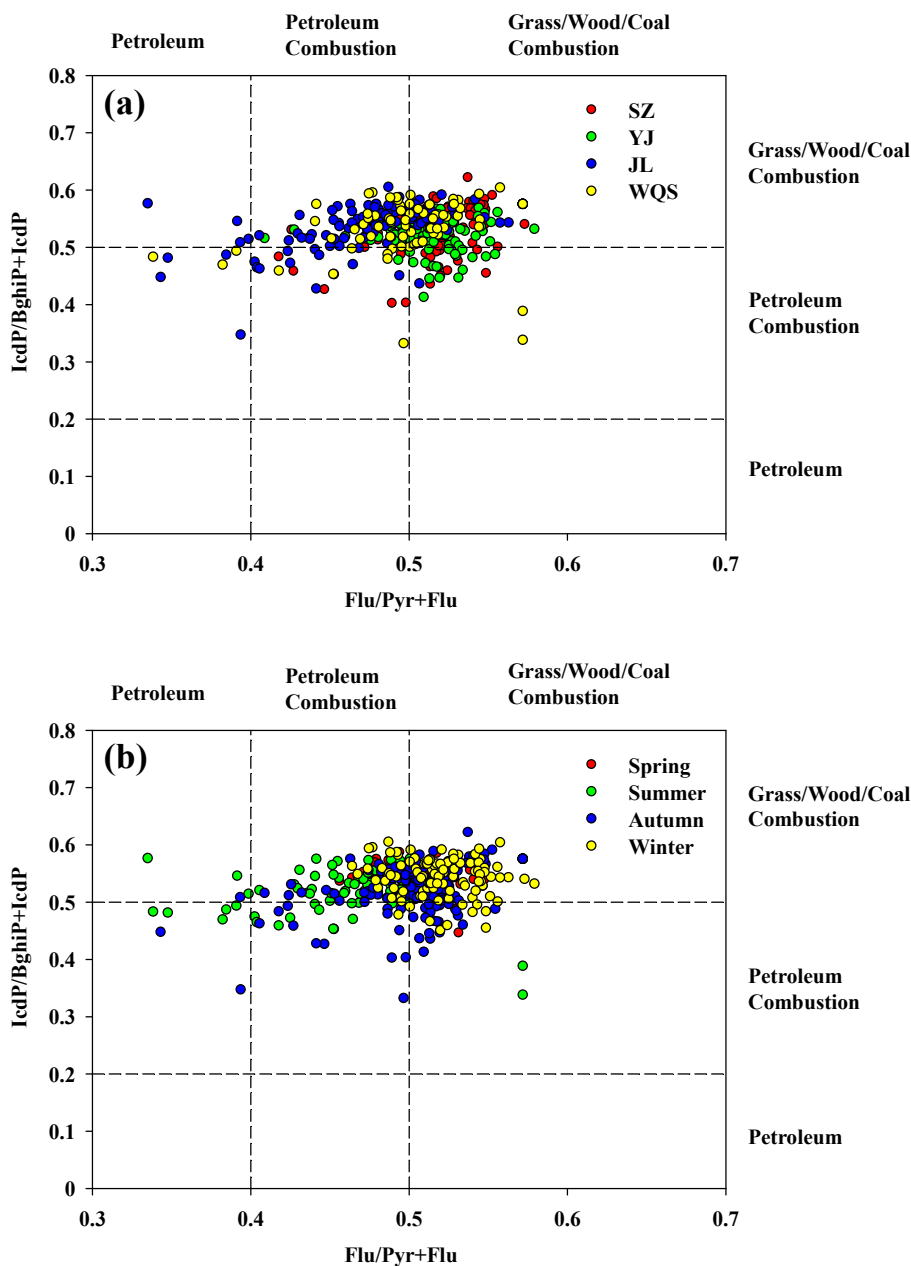 Petroleum
Petroleum
Combustion
Grass/Wood/Coal
Combustion
(a)
SZ
YJ
JL
WQS
0.8
0.7
0.6
0.5
0.4
0.3
0.2
0.1
0
IcdP/BghiP+IcdP
Grass/Wood/Coal
Combustion
Petroleum
Combustion
Petroleum
0.3 0.4 0.5 0.6 0.7
Flu/Pyr+Flu
Petroleum
Petroleum
Combustion
Grass/Wood/Coal
Combustion
(b)
Spring
Summer
Autumn
Winter
0.8
0.7
0.6
0.5
0.4
0.3
0.2
0.1
0
IcdP/BghiP+IcdP
Grass/Wood/Coal
Combustion
Petroleum
Combustion
Petroleum
0.3 0.4 0.5 0.6 0.7
Flu/Pyr+Flu